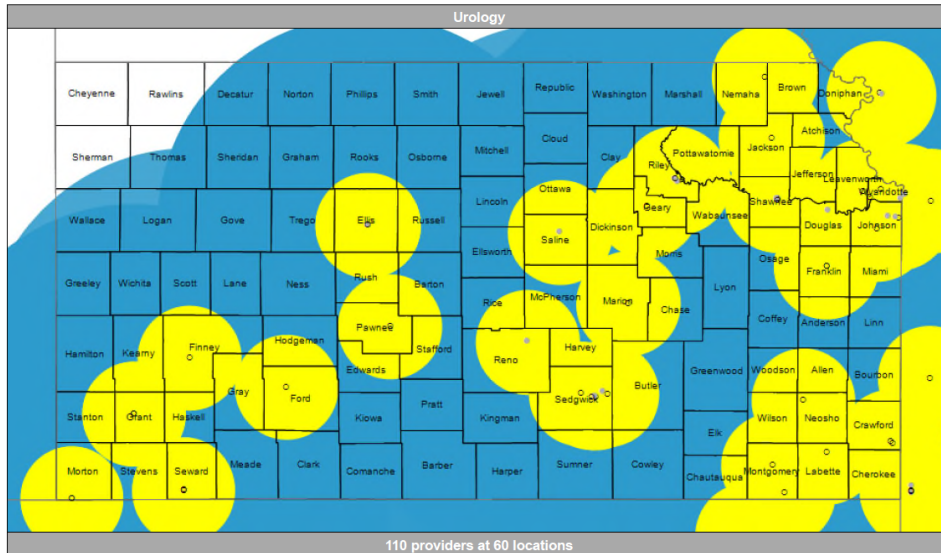 Urology
Cheyenne Rawlins Decatur Norton Phillips Smith Jewell Republic Washington Marshall Nemaha Brown Doniphan
Sherman Thomas Sheridan Graham Rooks Osborne Mitchell Cloud Clay Riley Pottawatomie Jackson Atchison
Jefferson Leavenworth Wyandotte
Wallace Logan Gove Trego Ellis Russell Lincoln Ottawa Saline Dickinson Geary Wabaunsee Shawnee Douglas Johnson
Ellsworth Morris Osage Franklin Miami
Greeley Wichita Scott Lane Ness Rush Barton Rice McPherson Marion Chase Lyon
Hamilton Kearny Finney Hodgeman Pawnee Stafford Reno Harvey Coffey Anderson Linn
Edwards
Stanton Grant Haskell Gray Ford Kiowa Pratt Kingman Sedgwick Butler Greenwood Woodson Allen Bourbon
Elk Wilson Neosho Crawford
Morton Stevens Seward Meade Clark Comanche Barber Harper Sumner Cowley Chautauqua Montgomery Labette Cherokee
110 providers at 60 locations